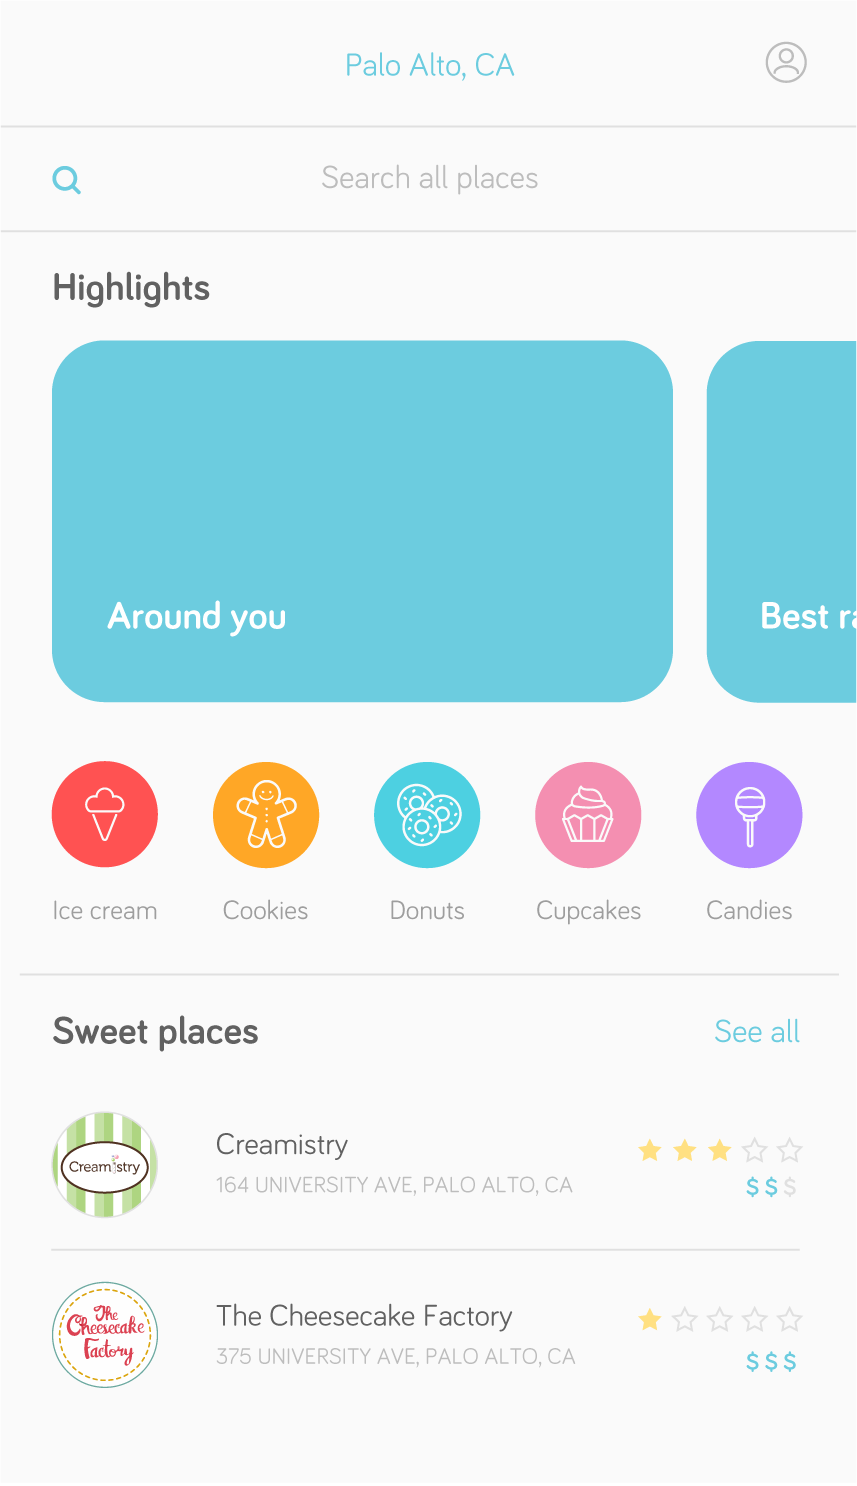 Palo Alto, CA
Search all places
Highlights
Around you
Best ra
Ice cream
Cookies
Donuts
Cupcakes
Candies
Sweet places
See all
Creamistry
Creamistry
164 UNIVERSITY AVE, PALO ALTO, CA
$$$
The
Cheesecake
Factory
The Cheesecake Factory
375 UNIVERSITY AVE, PALO ALTO, CA
$$$